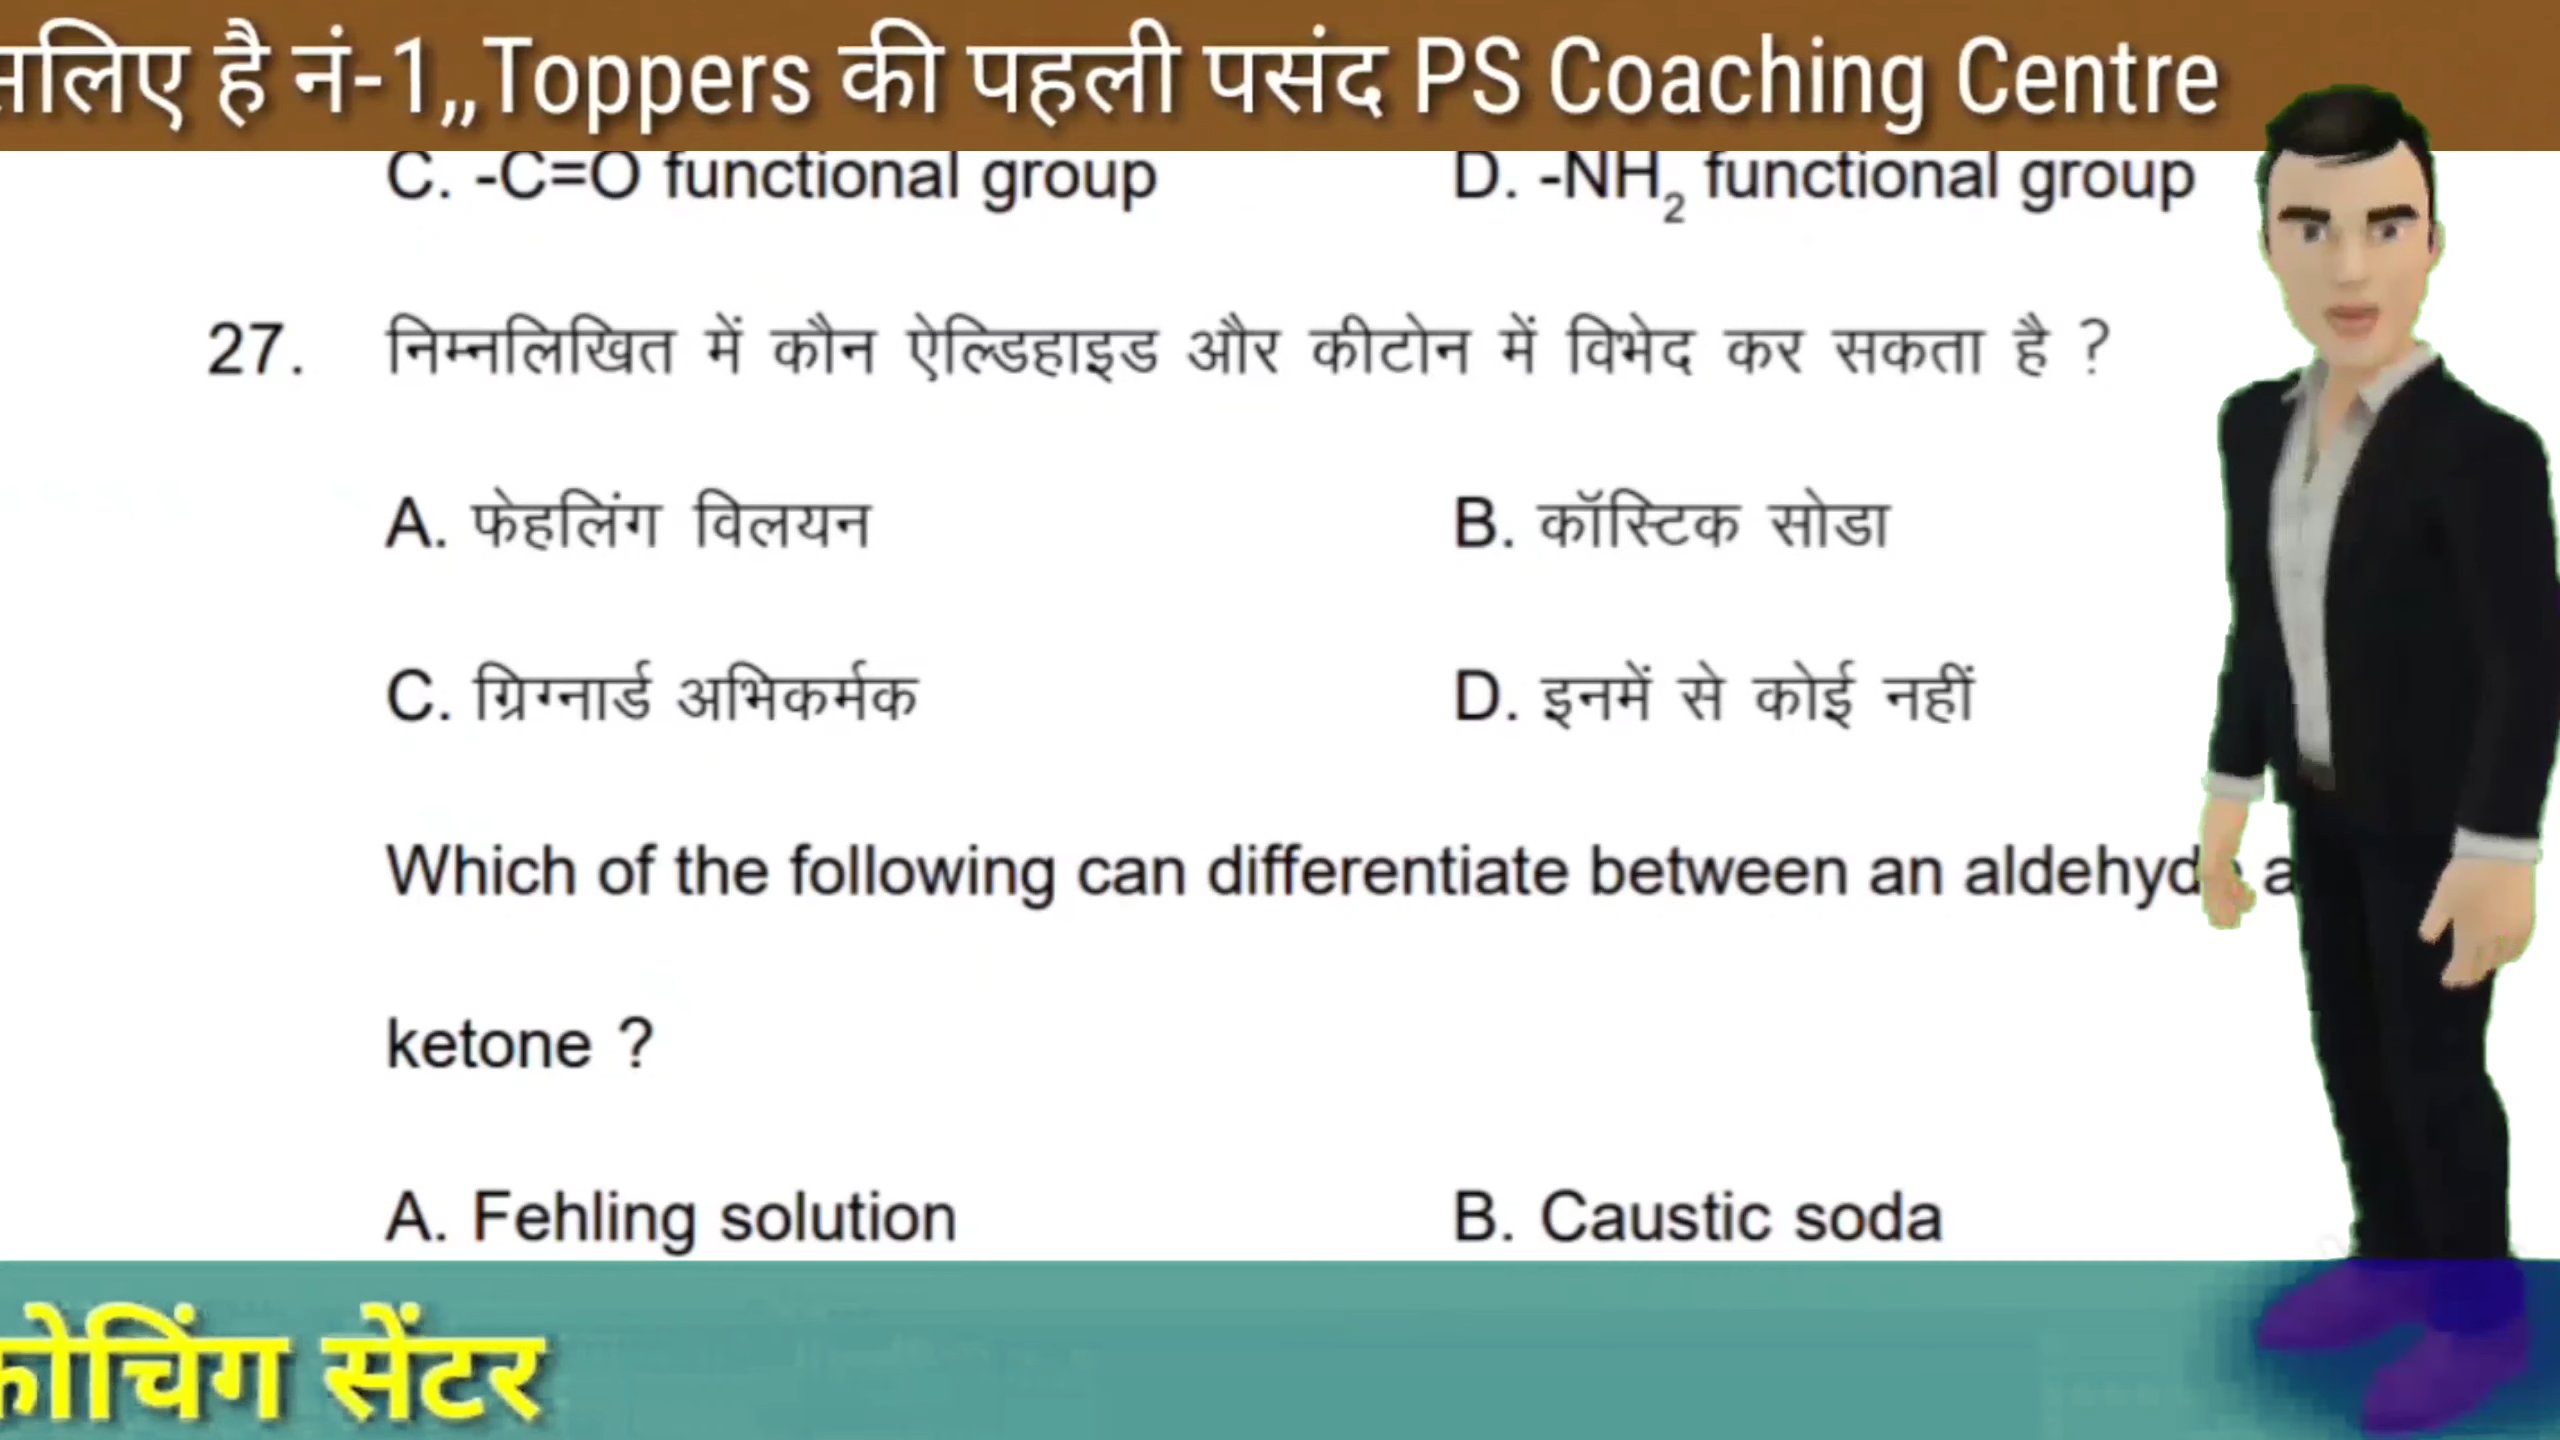 है नं-1,,Toppers की पहली पसंद PS Coaching Centre
C. -C=O functional group D. -NH₂ functional group
27. निम्नलिखित में कौन ऐल्डिहाइड और कीटोन में विभेद कर सकता है ?
A. फेहलिंग विलयन B. कॉस्टिक सोडा
C. ग्रिग्नार्ड अभिकर्मक D. इनमें से कोई नहीं
Which of the following can differentiate between an
ketone ?
A. Fehling solution B. Caustic soda
सेंटर